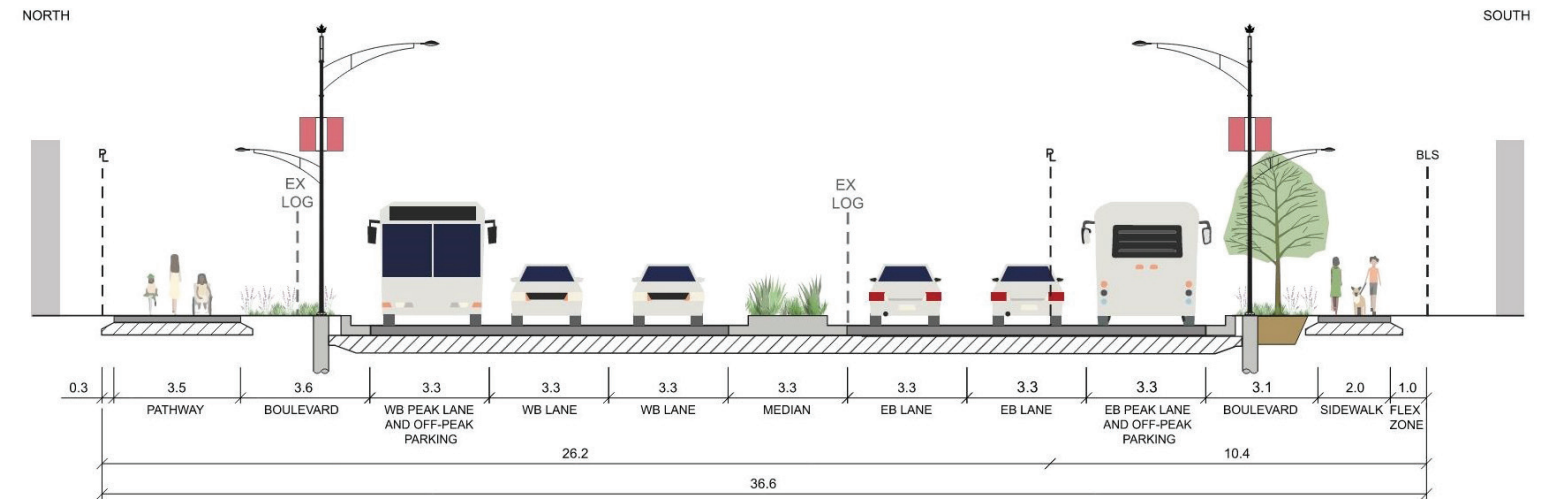 NORTH
SOUTH
PL
EX
LOG
EX
LOG
PL
BLS
0.3
3.5
3.6
3.3
3.3
3.3
3.3
3.3
3.3
3.3
3.1
2.0
1.0
PATHWAY
BOULEVARD
WB PEAK LANE
AND OFF-PEAK
PARKING
WB LANE
WB LANE
MEDIAN
EB LANE
EB LANE
EB PEAK LANE
AND OFF-PEAK
PARKING
BOULEVARD
SIDEWALK
FLEX
ZONE
26.2
10.4
36.6